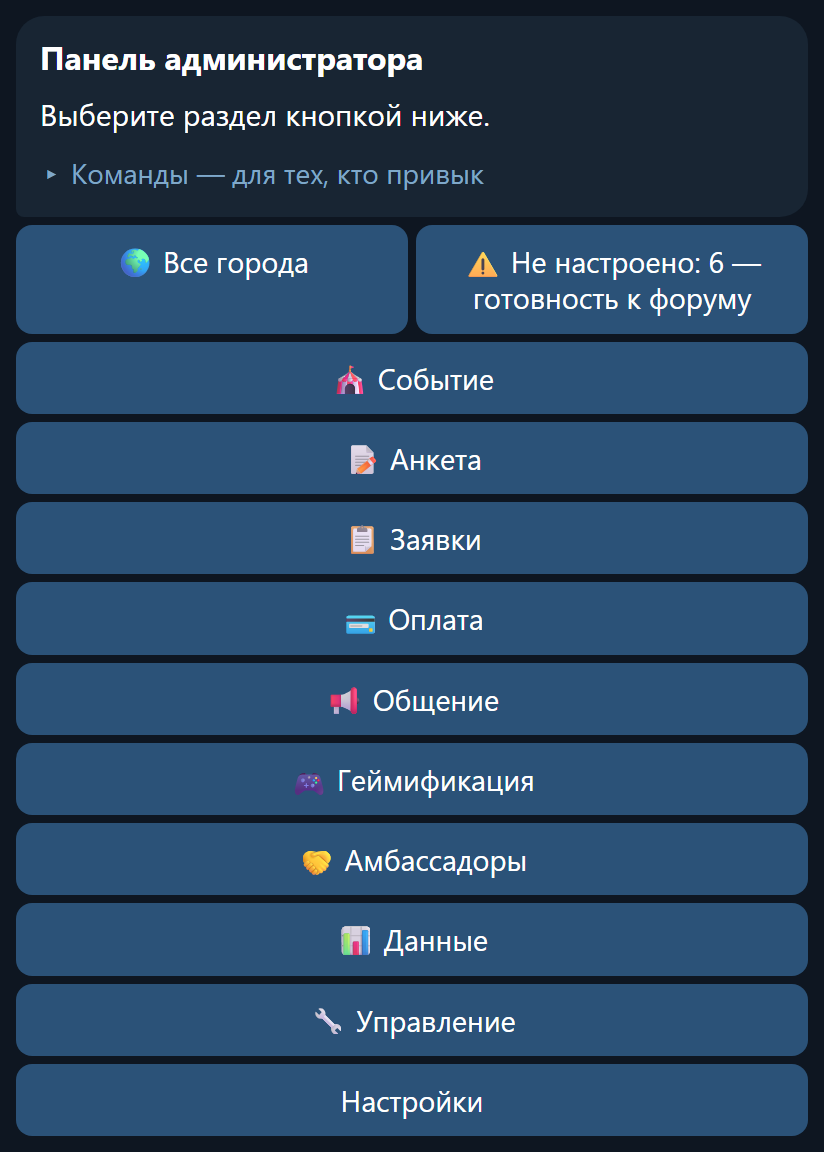 Панель администратора
Выберите раздел кнопкой ниже.
Команды — для тех, кто привык
Все города
Не настроено: 6 —
готовность к форуму
Событие
Анкета
Заявки
Оплата
Общение
Геймификация
Амбассадоры
Данные
Управление
Настройки